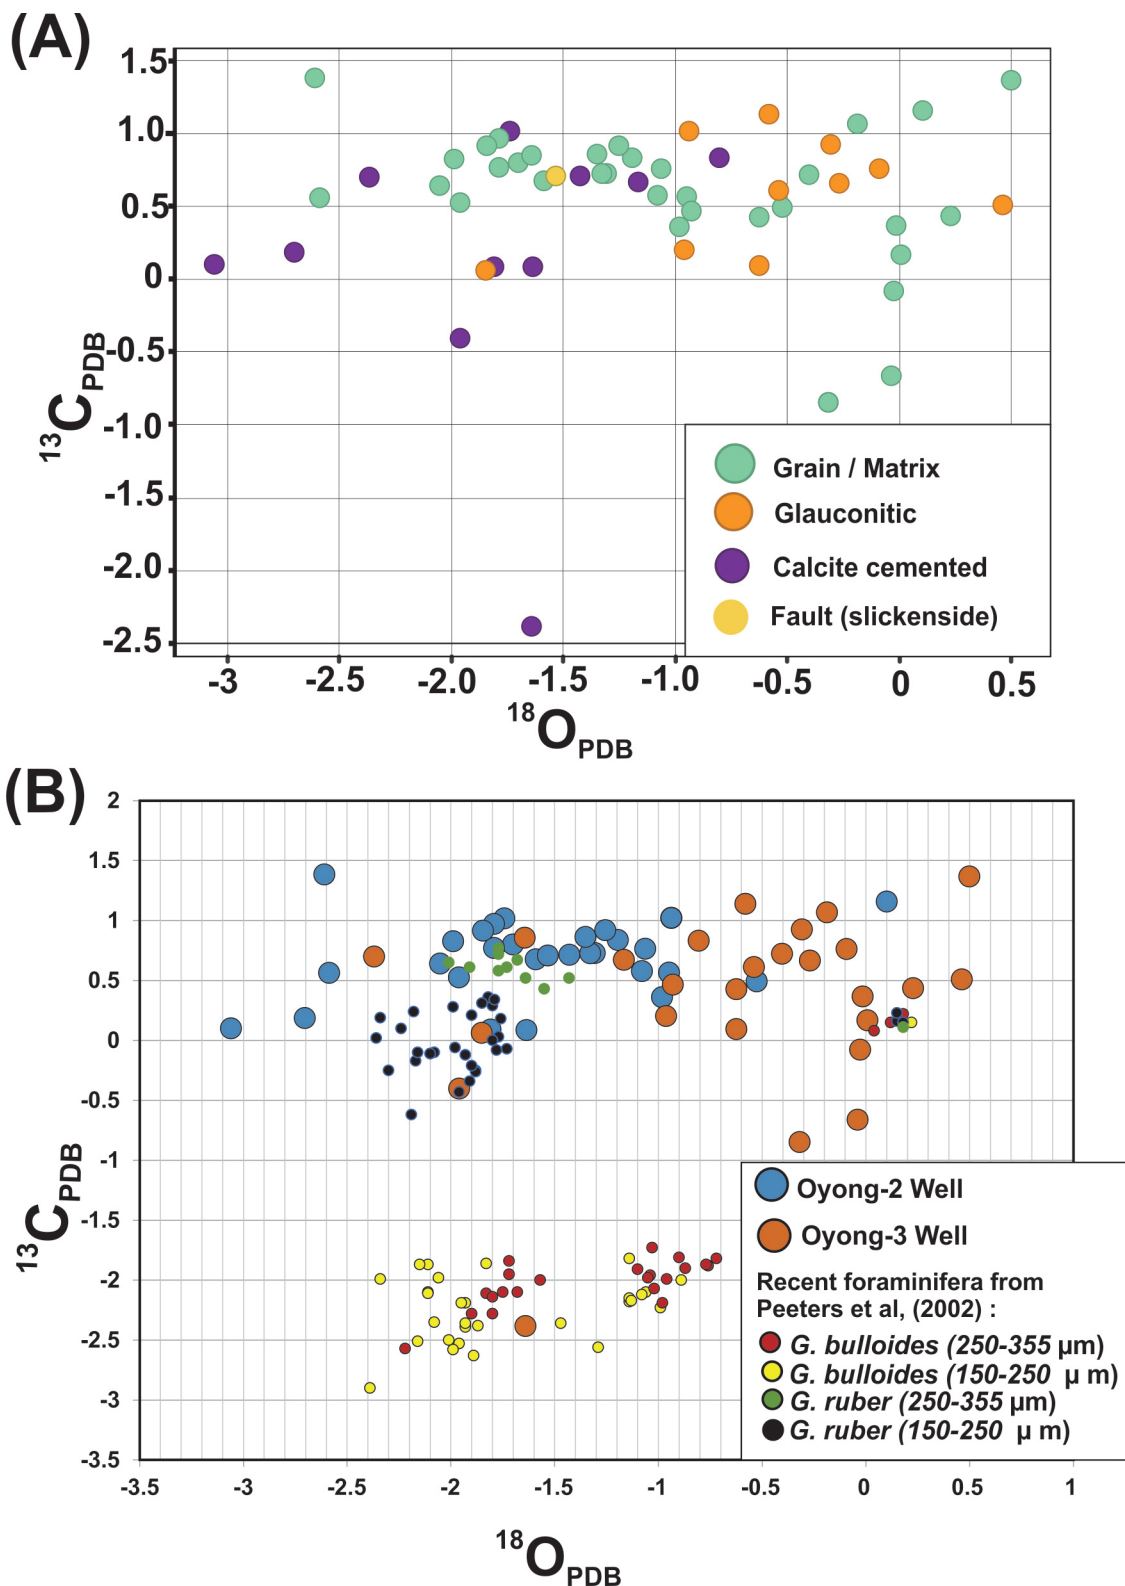 (A)
1.5
1.0
0.5
0
-0.5
-1.0
-1.5
-2.0
-2.5
13CPDB
Grain / Matrix
Glauconitic
Calcite cemented
Fault (slickenside)
-3 -2.5 -2.0 -1.5 -1.0 -0.5 0 0.5
18OPDB
(B)
2
1.5
1
0.5
0
-0.5
-1
-1.5
-2
-2.5
-3
-3.5
13CPDB
Oyong-2 Well
Oyong-3 Well
Recent foraminifera from
Peeters et al, (2002) :
G. bulloides (250-355 µm)
G. bulloides (150-250 µ m)
G. ruber (250-355 µm)
G. ruber (150-250 µ m)
-3.5 -3 -2.5 -2 -1.5 -1 -0.5 0 0.5 1
18OPDB